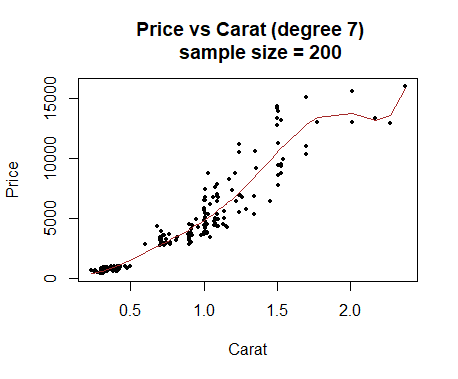 Price vs Carat (degree 7)
sample size = 200
15000
10000
5000
0
Price
0.5 1.0 1.5 2.0
Carat